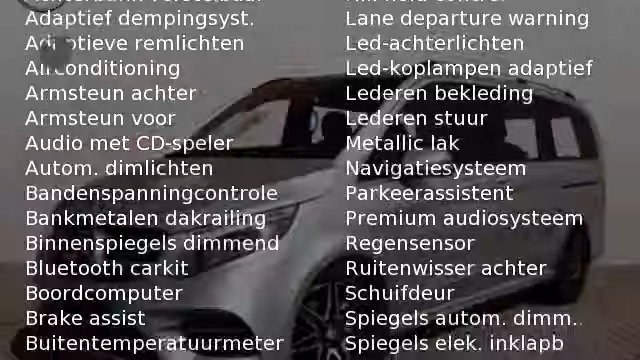 Adaptief dempingsyst.
Adaptieve remlichten
Airconditioning
Armsteun achter
Armsteun voor
Audio met CD-speler
Autom. dimlichten
Bandenspanningcontrole
Bankmetalen dakrailing
Binnenspiegels dimmend
Bluetooth carkit
Boordcomputer
Brake assist
Buitentemperatuurmeter
Lane departure warning
Led-achterlichten
Led-koplampen adaptief
Lederen bekleding
Lederen stuur
Metallic lak
Navigatiesysteem
Parkeerassistent
Premium audiosysteem
Regensensor
Ruitenwisser achter
Schuifdeur
Spiegels autom. dimm.
Spiegels elek. inklapb